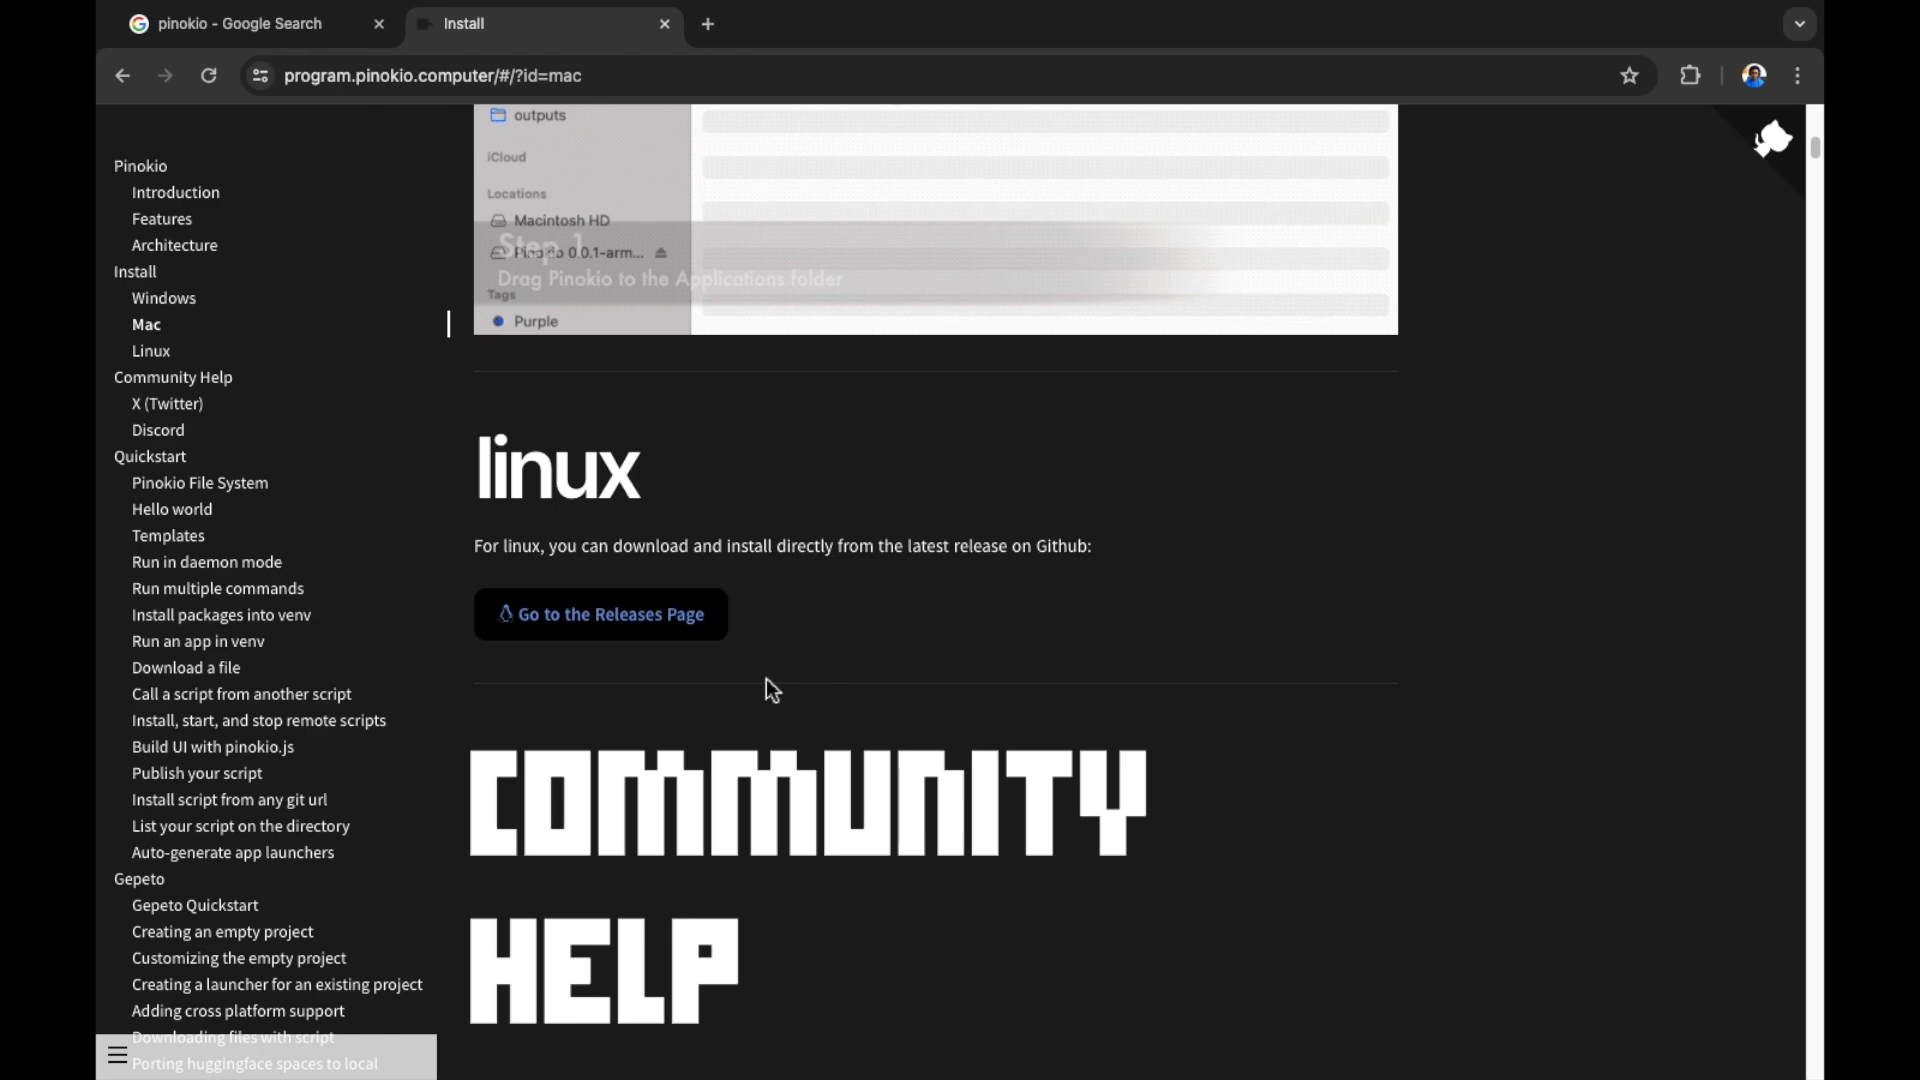 pinokio - Google Search
Install
program.pinokio.computer/#/?id=mac
Pinokio
Introduction
Features
Architecture
Install
Windows
Mac
Linux
Community Help
X (Twitter)
Discord
Quickstart
Pinokio File System
Hello world
Templates
Run in daemon mode
Run multiple commands
Install packages into venv
Run an app in venv
Download a file
Call a script from another script
Install, start, and stop remote scripts
Build UI with pinokio.js
Publish your script
Install script from any git url
List your script on the directory
Auto-generate app launchers
Gepeto
Gepeto Quickstart
Creating an empty project
Customizing the empty project
Creating a launcher for an existing project
Adding cross platform support
Downloading files with script
Porting huggingface spaces to local
outputs
iCloud
Locations
Macintosh HD
Step 1
Pinokio 0.0.1-arm...
Drag Pinokio to the Applications folder
Tags
Purple
linux
For linux, you can download and install directly from the latest release on Github:
Go to the Releases Page
COMMUNITY
HELP